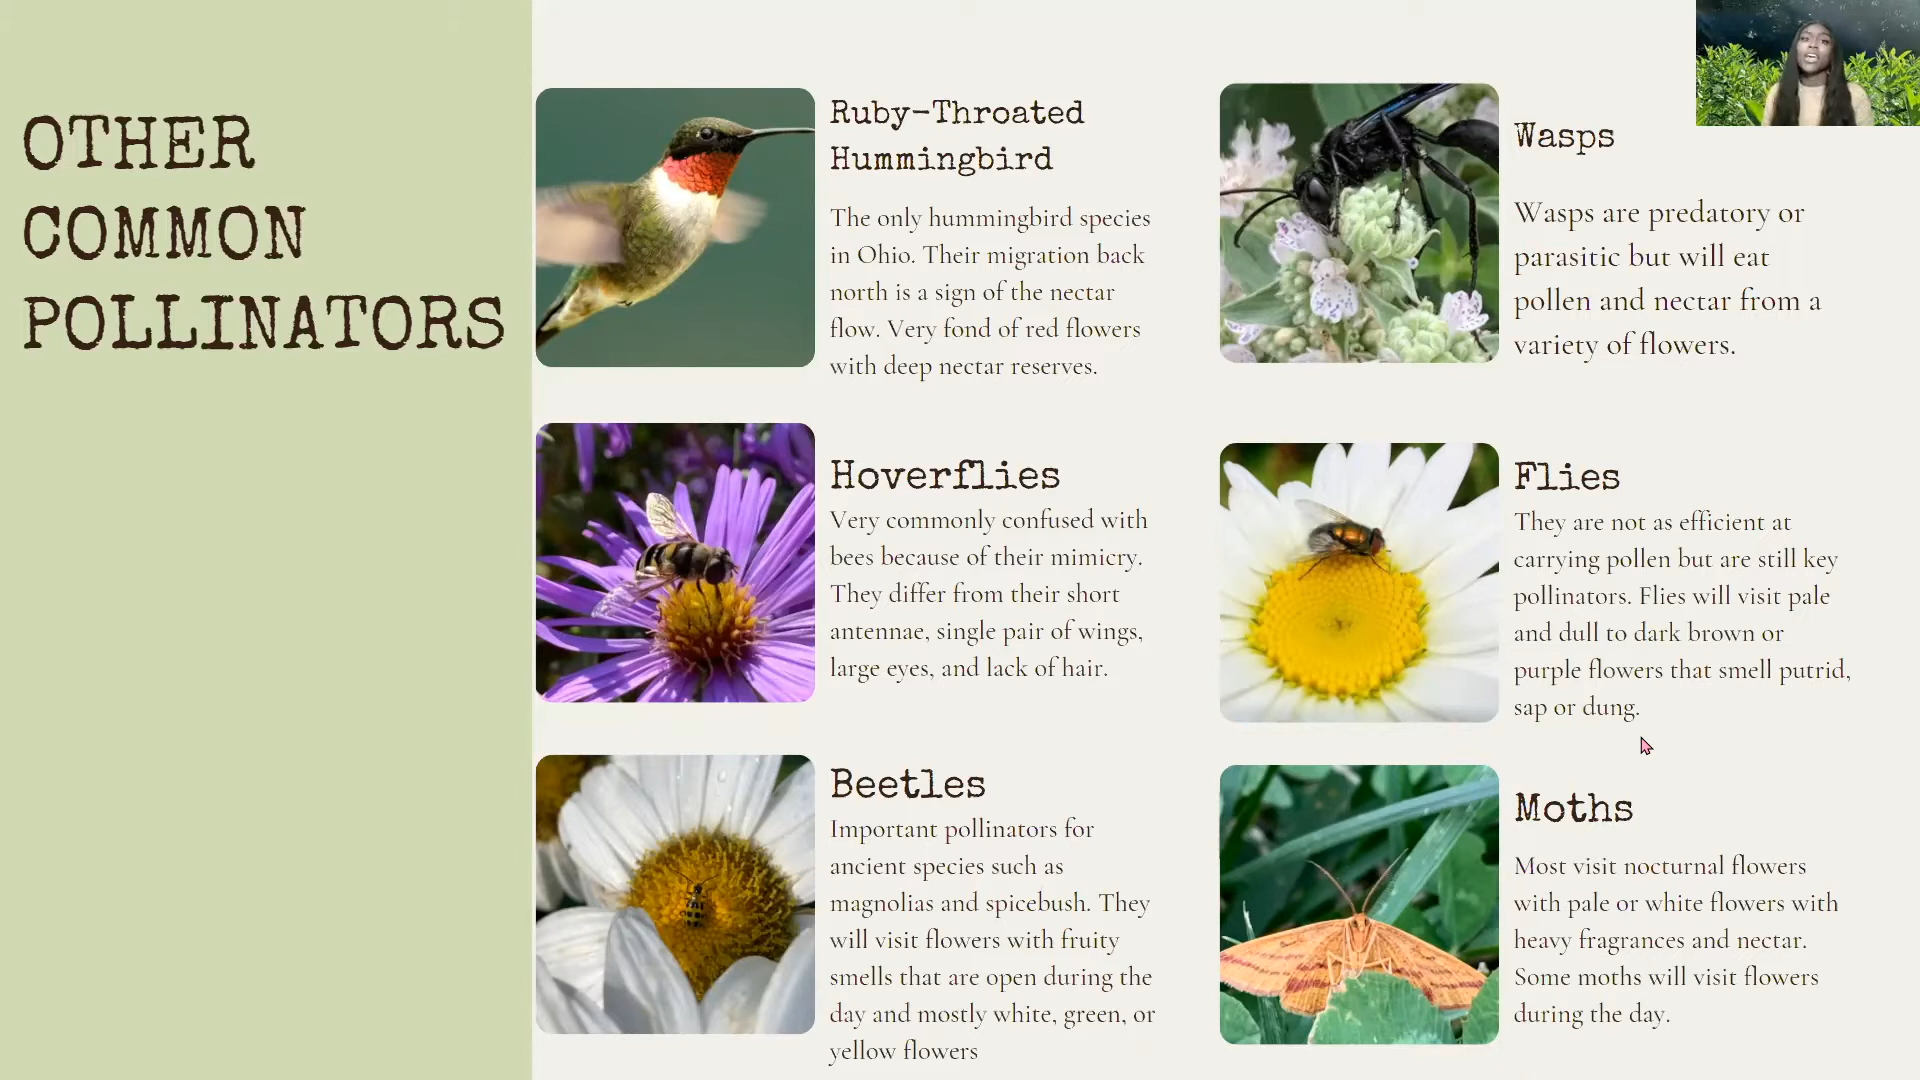 OTHER
COMMON
POLLINATORS
Ruby-Throated
Hummingbird
The only hummingbird species
in Ohio. Their migration back
north is a sign of the nectar
flow. Very fond of red flowers
with deep nectar reserves.
Hoverflies
Very commonly confused with
bees because of their mimicry.
They differ from their short
antennae, single pair of wings,
large eyes, and lack of hair.
Beetles
Important pollinators for
ancient species such as
magnolias and spicebush. They
will visit flowers with fruity
smells that are open during the
day and mostly white, green, or
yellow flowers
Wasps
Wasps are predatory or
parasitic but will eat
pollen and nectar from a
variety of flowers.
Flies
They are not as efficient at
carrying pollen but are still key
pollinators. Flies will visit pale
and dull to dark brown or
purple flowers that smell putrid,
sap or dung.
Moths
Most visit nocturnal flowers
with pale or white flowers with
heavy fragrances and nectar.
Some moths will visit flowers
during the day.